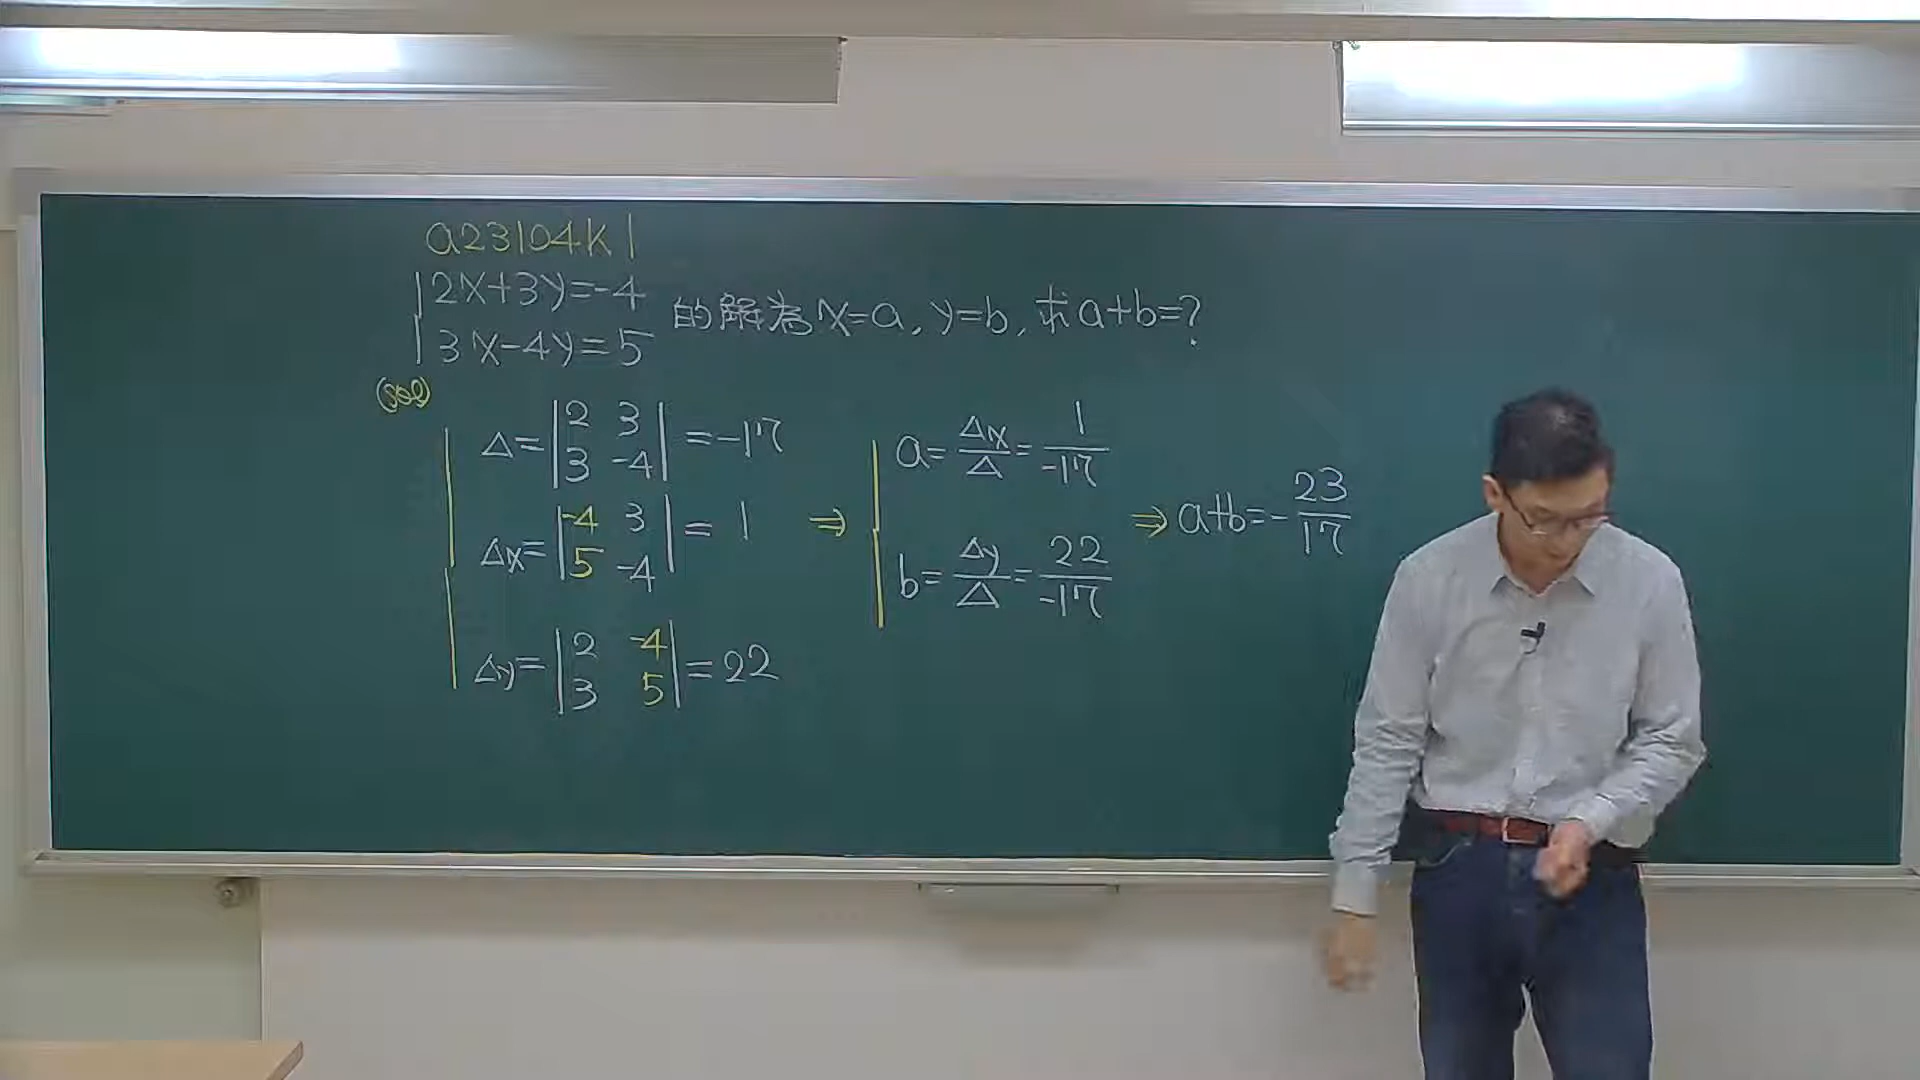 a23104k1
2x+3y=-4
3x-4y=5
的解為x=a, y=b, 求a+b=?
(sol)
Δ=|2 3|=-17
|3 -4|
Δx=|-4 3|=1
|5 -4|
Δy=|2 -4|=22
|3 5|
⇒
a=Δx/Δ=1/-17
b=Δy/Δ=22/-17
⇒a+b=-23/17